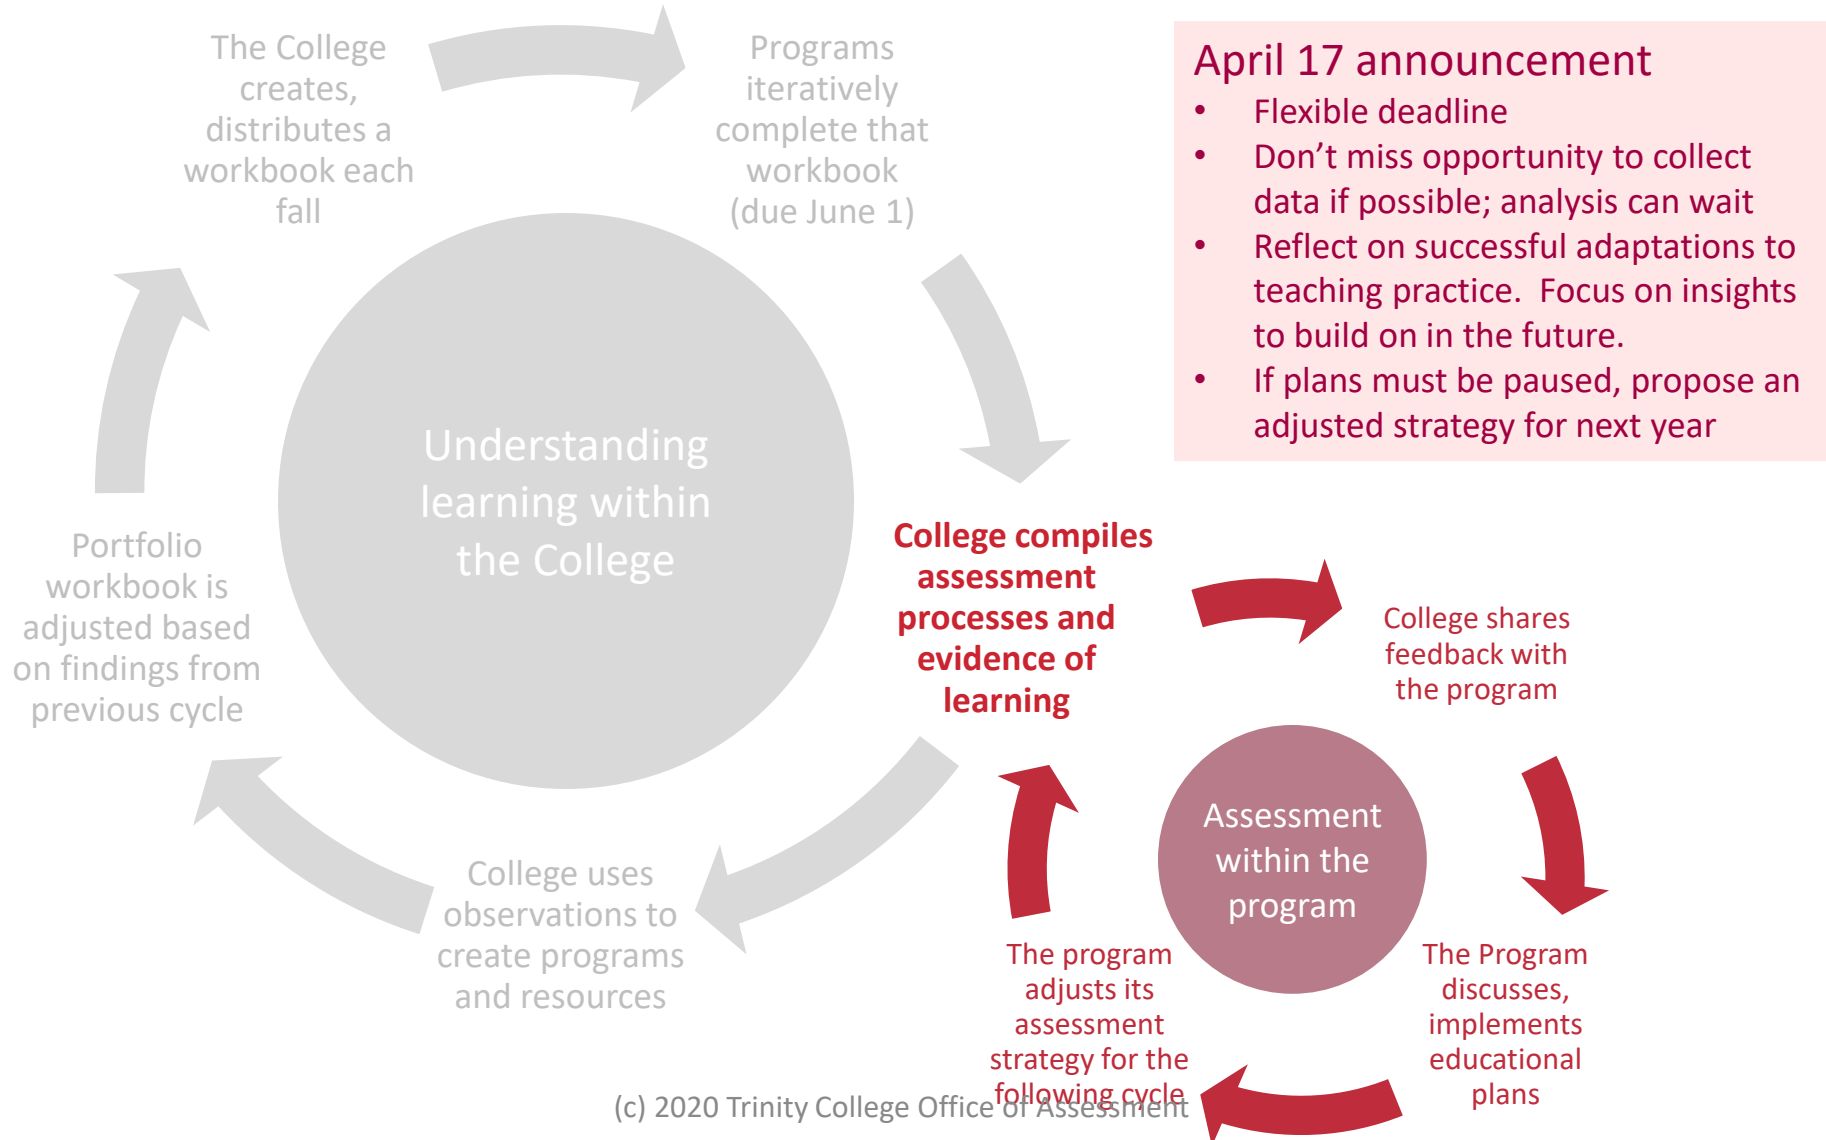 The College
creates,
distributes a
workbook each
fall
Programs
iteratively
complete that
workbook
(due June 1)
April 17 announcement
• Flexible deadline
• Don’t miss opportunity to collect
data if possible; analysis can wait
• Reflect on successful adaptations to
teaching practice.  Focus on insights
to build on in the future.
• If plans must be paused, propose an
adjusted strategy for next year
Understanding
learning within
the College
College compiles
assessment
processes and
evidence of
learning
Portfolio
workbook is
adjusted based
on findings from
previous cycle
College uses
observations to
create programs
and resources
College shares
feedback with
the program
Assessment
within the
program
The Program
discusses,
implements
educational
plans
The program
adjusts its
assessment
strategy for the
following cycle
(c) 2020 Trinity College Office of Assessment